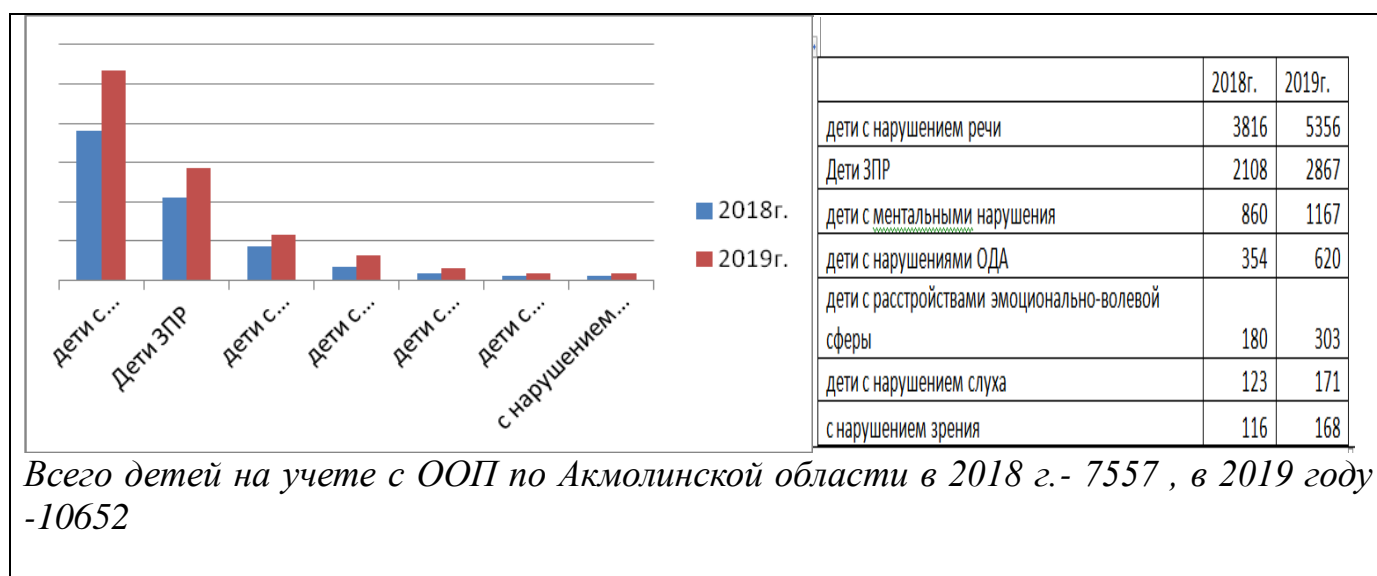 дети с...
Дети ЗПР
дети с...
дети с...
дети с...
дети с...
с нарушением...
2018г.
2019г.
2018г. 2019г.
дети с нарушением речи 3816 5356
Дети ЗПР 2108 2867
дети с ментальными нарушения 860 1167
дети с нарушениями ОДА 354 620
дети с расстройствами эмоционально-волевой
сферы 180 303
дети с нарушением слуха 123 171
с нарушением зрения 116 168
Всего детей на учете с ООП по Акмолинской области в 2018 г.- 7557 , в 2019 году
-10652